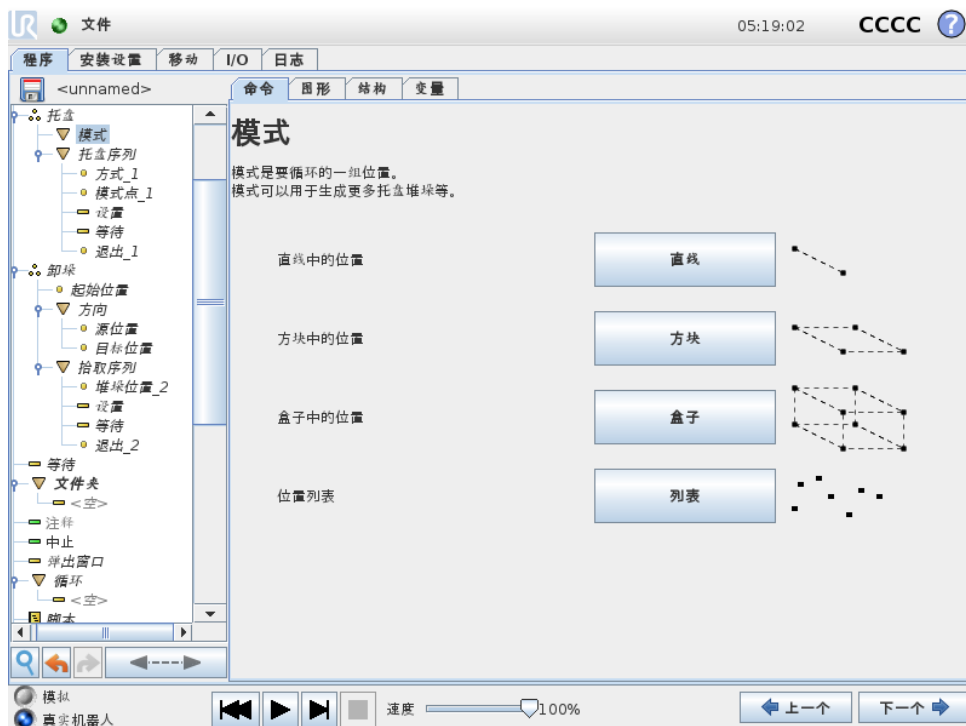 UR 文件 05:19:02 CCCC ?
程序 安装设置 移动 I/O 日志
<unnamed>
命令 图形 结构 变量
托盘
模式
托盘序列
方式_1
模式点_1
设置
等待
退出_1
卸垛
起始位置
方向
源位置
目标位置
拾取序列
堆垛位置_2
设置
等待
退出_2
等待
文件夹
<空>
注释
中止
弹出窗口
循环
<空>
脚本
模式
模式是要循环的一组位置。
模式可以用于生成更多托盘堆垛等。
直线中的位置 直线
方块中的位置 方块
盒子中的位置 盒子
位置列表 列表
模拟
真实机器人
速度 100%
上一个 下一个